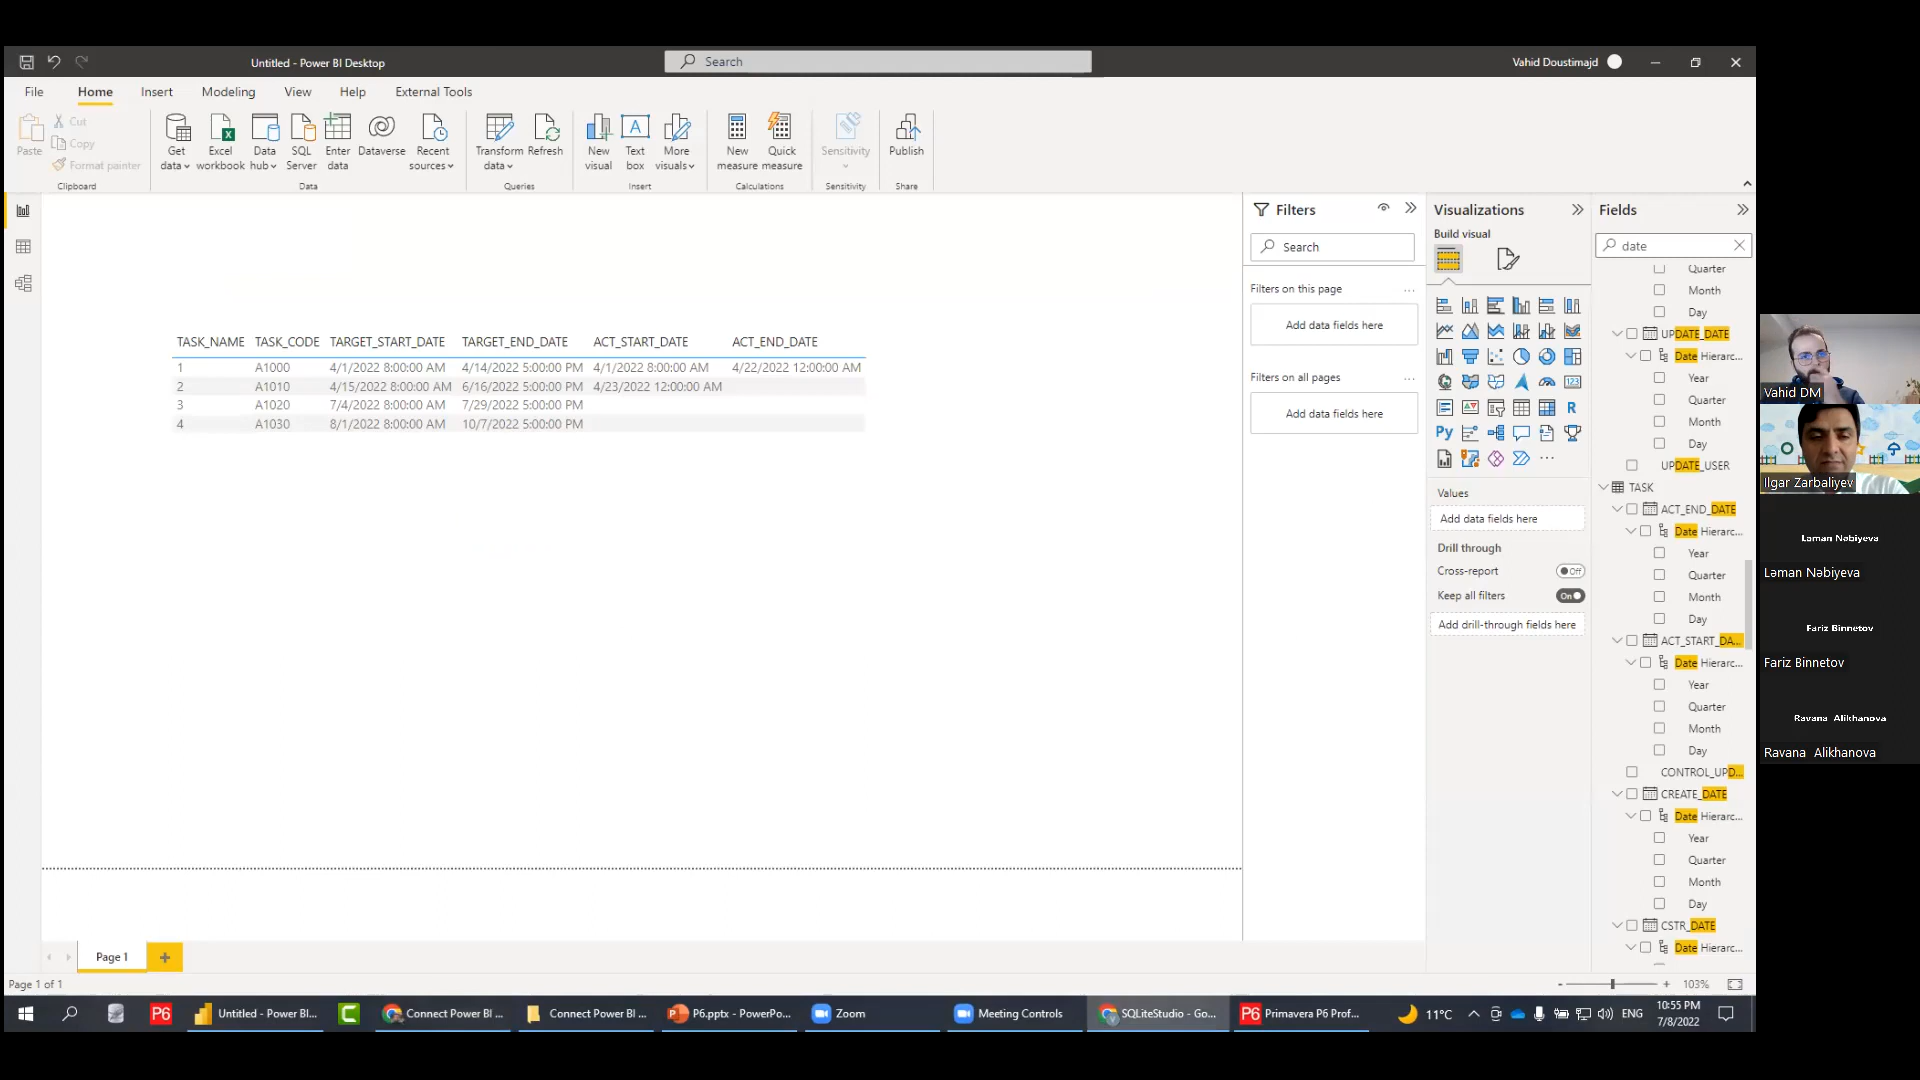 Untitled - Power BI Desktop
Search
Vahid Doustimajd
File
Home
Insert
Modeling
View
Help
External Tools
Paste
Cut
Copy
Format painter
Clipboard
Get data
Excel workbook
Data hub
SQL Server
Enter data
Dataverse
Recent sources
Data
Transform data
Refresh
Queries
New visual
A
Text box
More visuals
Insert
New measure
Quick measure
Calculations
Sensitivity
Sensitivity
Publish
Share
TASK_NAME TASK_CODE TARGET_START_DATE TARGET_END_DATE ACT_START_DATE ACT_END_DATE
1 A1000 4/1/2022 8:00:00 AM 4/14/2022 5:00:00 PM 4/1/2022 8:00:00 AM 4/22/2022 12:00:00 AM
2 A1010 4/15/2022 8:00:00 AM 6/16/2022 5:00:00 PM 4/23/2022 12:00:00 AM
3 A1020 7/4/2022 8:00:00 AM 7/29/2022 5:00:00 PM
4 A1030 8/1/2022 8:00:00 AM 10/7/2022 5:00:00 PM
Filters
Search
Filters on this page
...
Add data fields here
Filters on all pages
...
Add data fields here
Visualizations
Build visual
123
R
Py
...
Values
Add data fields here
Drill through
Cross-report
Off
Keep all filters
On
Add drill-through fields here
Fields
date
Quarter
Month
Day
UPDATE_DATE
Date Hierarc...
Year
Quarter
Month
Day
UPDATE_USER
TASK
ACT_END_DATE
Date Hierarc...
Year
Quarter
Month
Day
ACT_START_DA...
Date Hierarc...
Year
Quarter
Month
Day
CONTROL_UPD...
CREATE_DATE
Date Hierarc...
Year
Quarter
Month
Day
CSTR_DATE
Date Hierarc...
Vahid DM
Ilgar Zarbaliyev
Ləman Nəbiyeva
Ləman Nəbiyeva
Fariz Binnetov
Fariz Binnetov
Ravana Alikhanova
Ravana Alikhanova
Page 1
+
Page 1 of 1
- + 103%
P6
Untitled - Power BI...
C
Connect Power BI ...
Connect Power BI ...
P6.pptx - PowerPo...
Zoom
Meeting Controls
SQLiteStudio - Go...
P6
Primavera P6 Prof...
11°C
ENG
10:55 PM
7/8/2022